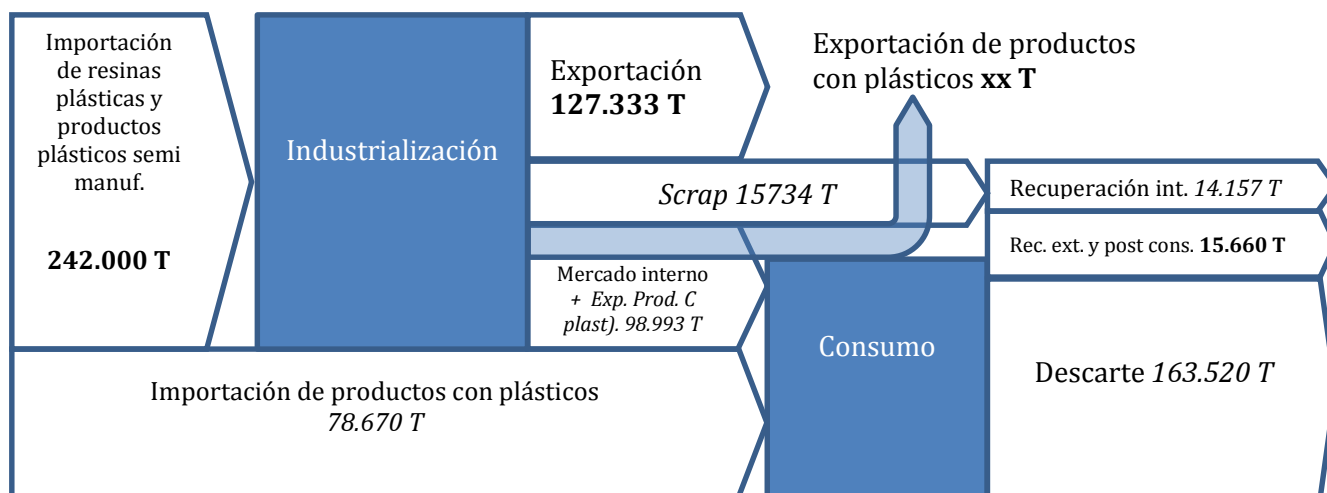 Importación
de resinas
plásticas y
productos
plásticos semi
manuf.
242.000 T
Industrialización
Exportación
127.333 T
Exportación de productos
con plásticos xx T
Scrap 15734 T
Recuperación int. 14.157 T
Rec. ext. y post cons. 15.660 T
Mercado interno
+ Exp. Prod. C
plast). 98.993 T
Consumo
Descarte 163.520 T
Importación de productos con plásticos
78.670 T